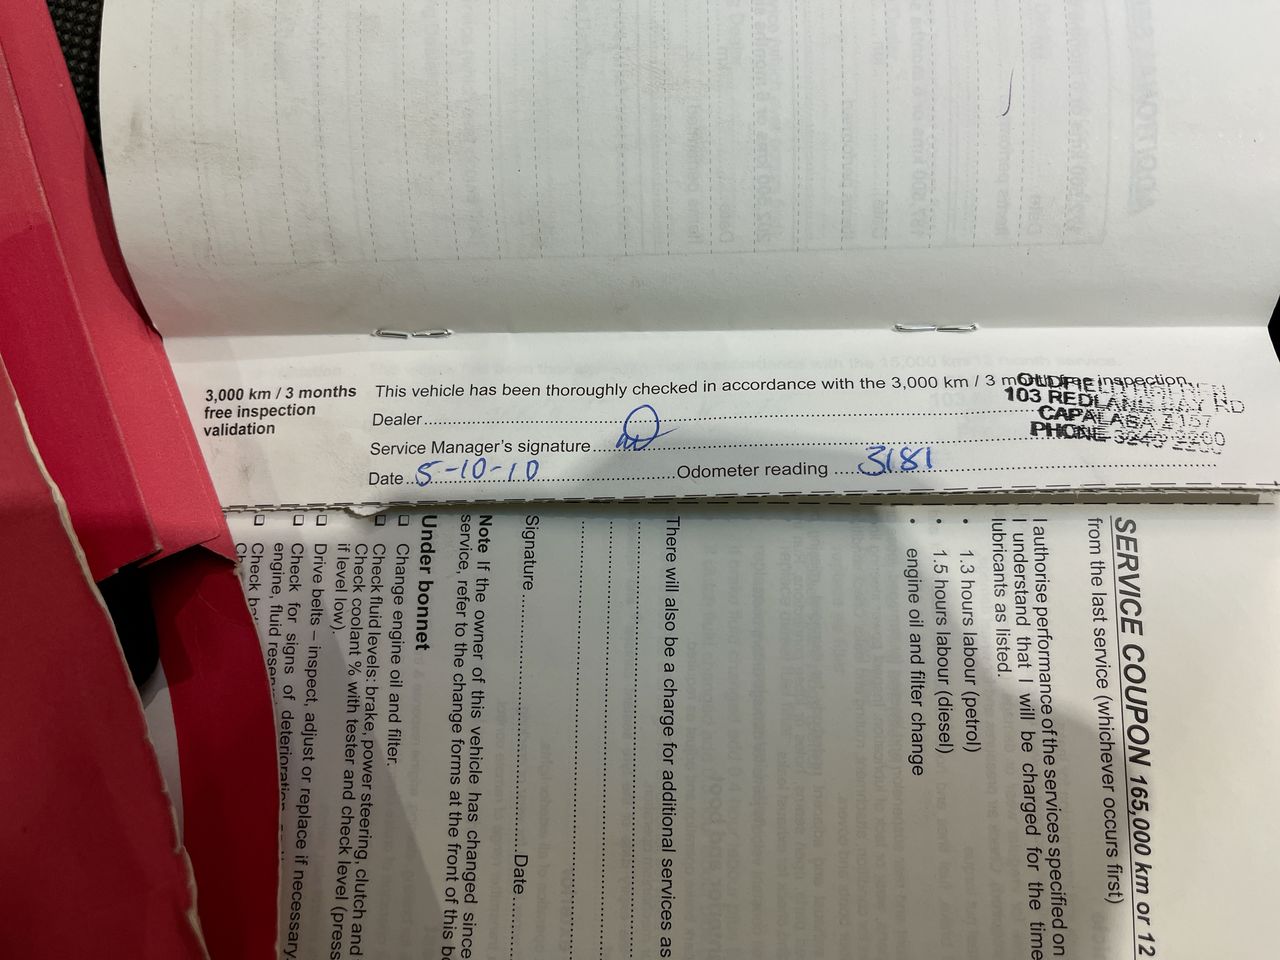 3,000 km / 3 months
free inspection
validation
This vehicle has been thoroughly checked in accordance with the 3,000 km / 3 months free inspection.
Dealer
Service Manager's signature
Date 5-10-10 Odometer reading 3181
103 REDLAND BAY RD
CAPALABA 4157
PHONE
SERVICE COUPON 165,000 km or 12
from the last service (whichever occurs first)
I authorise performance of the services specified on
I understand that I will be charged for the time
lubricants as listed.
• 1.3 hours labour (petrol)
• 1.5 hours labour (diesel)
• engine oil and filter change
There will also be a charge for additional services as
Signature Date
Note If the owner of this vehicle has changed since
service, refer to the change forms at the front of this
Under bonnet
Change engine oil and filter.
Check fluid levels: brake, power steering, clutch and
Check coolant % with tester and check level (press
if level low)
Drive belts – inspect, adjust or replace if necessary.
Check for signs of deterioration
engine, fluid
Check